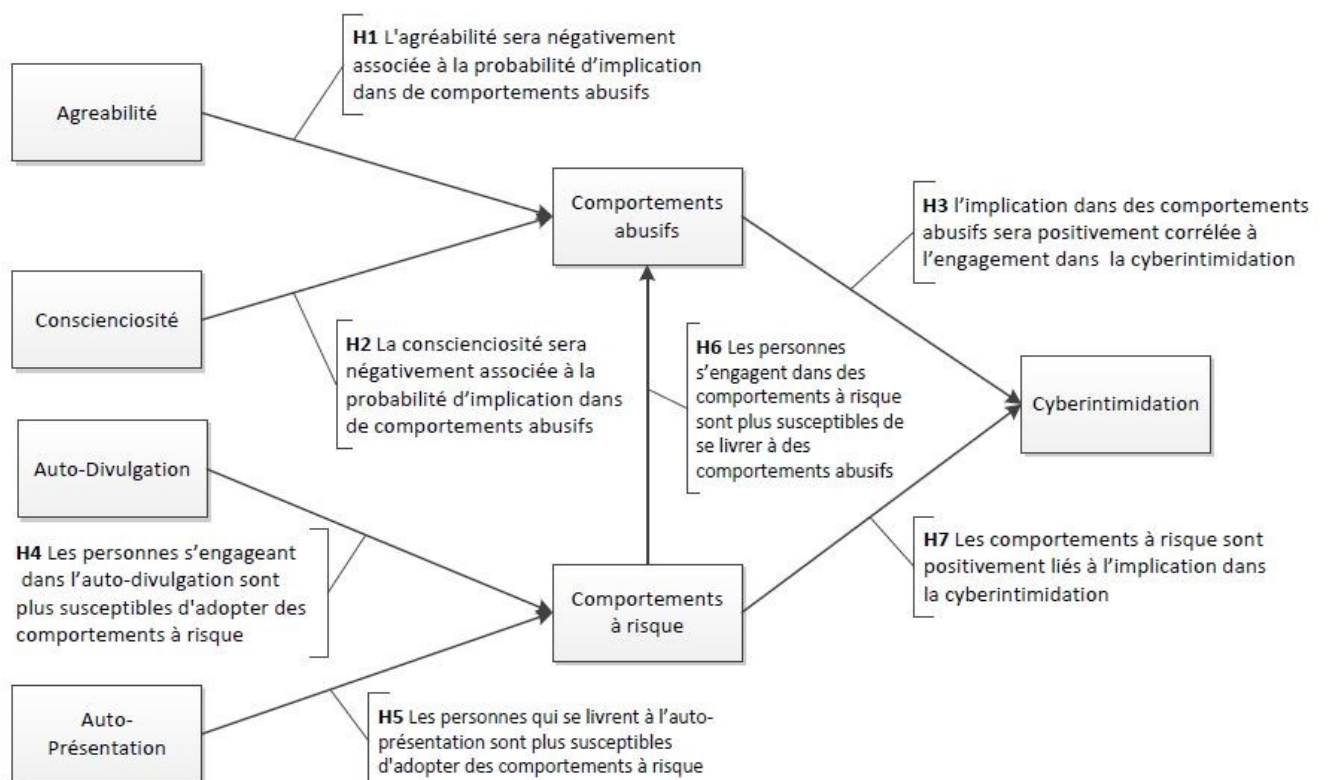 H1 L'agréabilité sera négativement
associée à la probabilité d’implication
dans de comportements abusifs
Agreabilité
Comportements
abusifs
H3 l’implication dans des comportements
abusifs sera positivement corrélée à
l’engagement dans la cyberintimidation
Conscienciosité
H2 La conscienciosité sera
négativement associée à la
probabilité d’implication dans
de comportements abusifs
H6 Les personnes
s’engagent dans des
comportements à risque
sont plus susceptibles de
se livrer à des
comportements abusifs
Cyberintimidation
Auto-Divulgation
H4 Les personnes s’engageant
dans l’auto-divulgation sont
plus susceptibles d'adopter des
comportements à risque
Comportements
à risque
H7 Les comportements à risque sont
positivement liés à l’implication dans
la cyberintimidation
Auto-
Présentation
H5 Les personnes qui se livrent à l’auto-
présentation sont plus susceptibles
d'adopter des comportements à risque